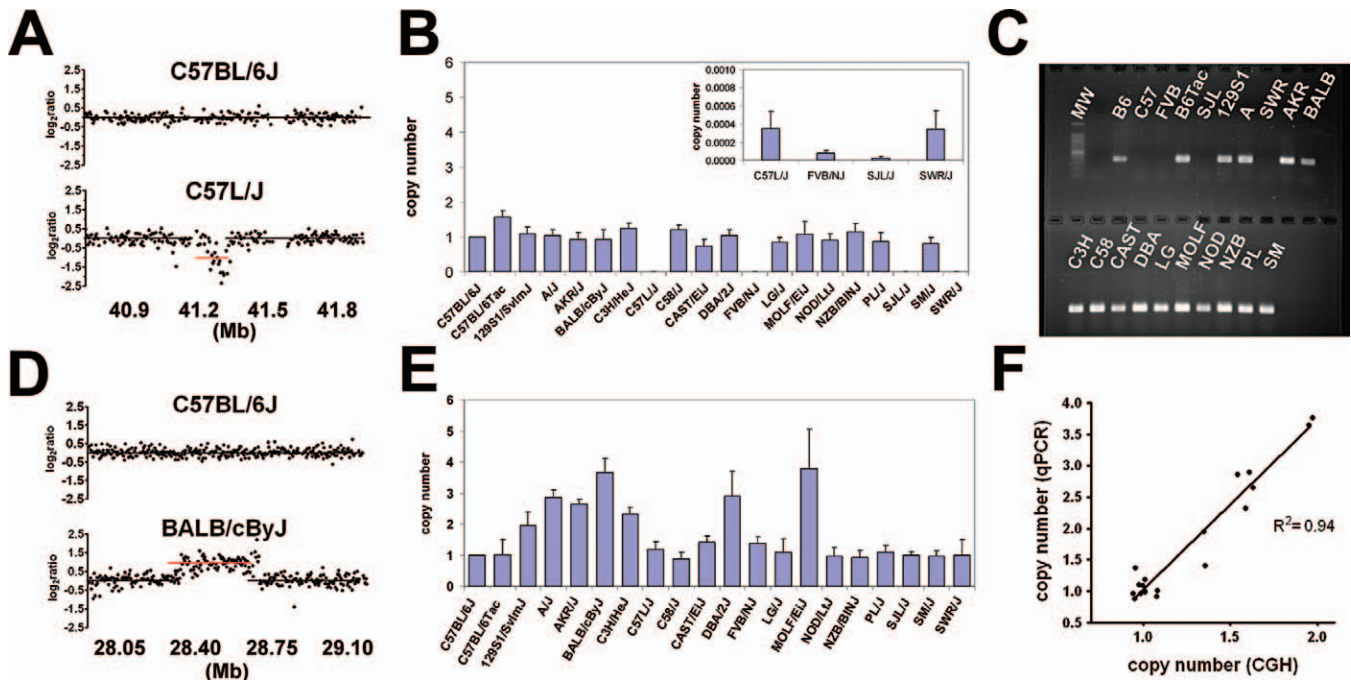 A
C57BL/6J
2.5
1.5
0.5
-0.5
-1.5
-2.5
log2ratio
C57L/J
2.5
1.5
0.5
-0.5
-1.5
-2.5
log2ratio
40.9 41.2 41.5 41.8
(Mb)
B
6
5
4
3
2
1
0
copy number
C57BL/6J
C57BL/6Tac
129S1/SvImJ
A/J
AKR/J
BALB/cByJ
C3H/HeJ
C57L/J
C58/J
CAST/EiJ
DBA/2J
FVB/NJ
LG/J
MOLF/EiJ
NOD/LtJ
NZB/BlNJ
PL/J
SJL/J
SM/J
SWR/J
0.0010
0.0008
0.0006
0.0004
0.0002
0.0000
copy number
C57L/J FVB/NJ SJL/J SWR/J
C
MW
B6
C57
FVB
B6Tac
SJL
129S1
A
SWR
AKR
BALB
C3H
C58
CAST
DBA
LG
MOLF
NOD
NZB
PL
SM
D
C57BL/6J
2.5
1.5
0.5
-0.5
-1.5
-2.5
log2ratio
BALB/cByJ
2.5
1.5
0.5
-0.5
-1.5
-2.5
log2ratio
28.05 28.40 28.75 29.10
(Mb)
E
6
5
4
3
2
1
0
copy number
C57BL/6J
C57BL/6Tac
129S1/SvImJ
A/J
AKR/J
BALB/cByJ
C3H/HeJ
C57L/J
C58/J
CAST/EiJ
DBA/2J
FVB/NJ
LG/J
MOLF/EiJ
NOD/LtJ
NZB/BlNJ
PL/J
SJL/J
SM/J
SWR/J
F
4.0
3.5
3.0
2.5
2.0
1.5
1.0
0.5
copy number (qPCR)
R²=0.94
1.0 1.5 2.0
copy number (CGH)